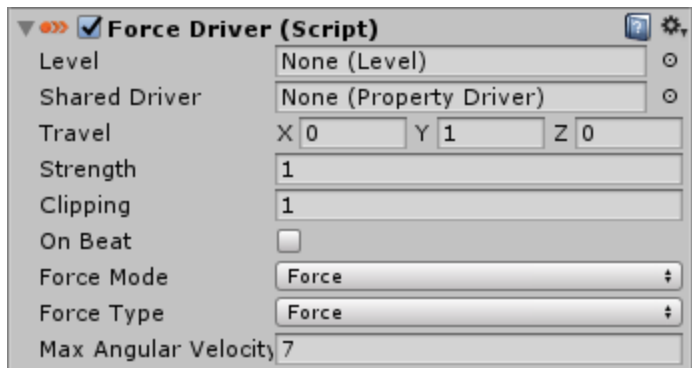 Force Driver (Script)
Level None (Level)
Shared Driver None (Property Driver)
Travel X 0 Y 1 Z 0
Strength 1
Clipping 1
On Beat
Force Mode Force
Force Type Force
Max Angular Velocity 7